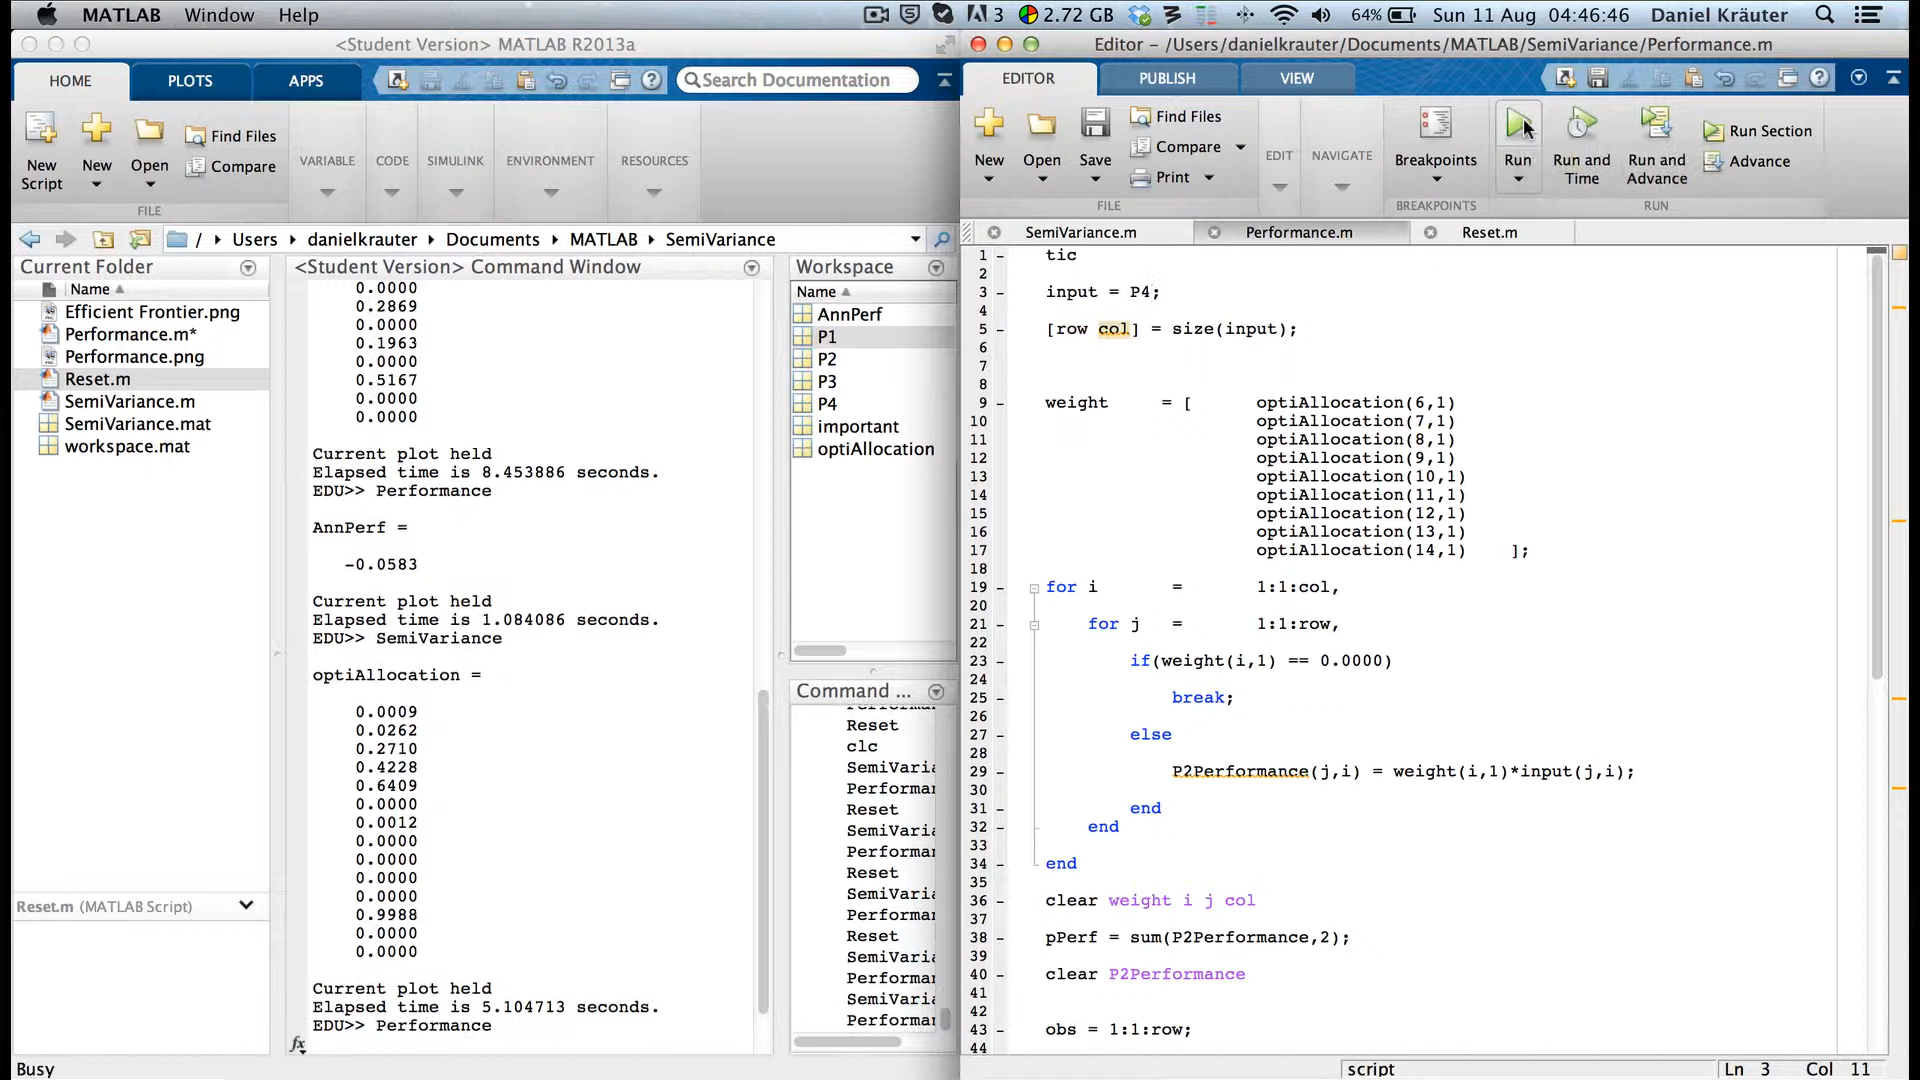 MATLAB Window Help
3 2.72 GB 64% Sun 11 Aug 04:46:46 Daniel Kräuter
<Student Version> MATLAB R2013a
HOME PLOTS APPS
Search Documentation
New Script
New
Open
Find Files
Compare
FILE
VARIABLE
CODE
SIMULINK
ENVIRONMENT
RESOURCES
/ Users danielkrauter Documents MATLAB SemiVariance
Current Folder
Name
Efficient Frontier.png
Performance.m*
Performance.png
Reset.m
SemiVariance.m
SemiVariance.mat
workspace.mat
Reset.m (MATLAB Script)
Busy
<Student Version> Command Window
0.0000
0.2869
0.0000
0.1963
0.0000
0.5167
0.0000
0.0000
Current plot held
Elapsed time is 8.453886 seconds.
EDU>> Performance
AnnPerf =
-0.0583
Current plot held
Elapsed time is 1.084086 seconds.
EDU>> SemiVariance
optiAllocation =
0.0009
0.0262
0.2710
0.4228
0.6409
0.0000
0.0012
0.0000
0.0000
0.0000
0.0000
0.9988
0.0000
0.0000
Current plot held
Elapsed time is 5.104713 seconds.
EDU>> Performance
fx
Workspace
Name
AnnPerf
P1
P2
P3
P4
important
optiAllocation
Command ...
Reset
clc
SemiVaria
Performa
Reset
SemiVaria
Performa
Reset
SemiVaria
Performa
Reset
SemiVaria
Performa
SemiVaria
Performa
Editor - /Users/danielkrauter/Documents/MATLAB/SemiVariance/Performance.m
EDITOR PUBLISH VIEW
New
Open
Save
Find Files
Compare
Print
FILE
EDIT
NAVIGATE
Breakpoints
BREAKPOINTS
Run
Run and Time
Run and Advance
Run Section
Advance
RUN
SemiVariance.m Performance.m Reset.m
1 - tic
2
3 - input = P4;
4
5 - [row col] = size(input);
6
7
8
9 - weight = [ optiAllocation(6,1)
10 optiAllocation(7,1)
11 optiAllocation(8,1)
12 optiAllocation(9,1)
13 optiAllocation(10,1)
14 optiAllocation(11,1)
15 optiAllocation(12,1)
16 optiAllocation(13,1)
17 optiAllocation(14,1) ];
18
19 - for i = 1:1:col,
20
21 - for j = 1:1:row,
22
23 - if(weight(i,1) == 0.0000)
24
25 - break;
26
27 - else
28
29 - P2Performance(j,i) = weight(i,1)*input(j,i);
30
31 - end
32 - end
33
34 - end
35
36 - clear weight i j col
37
38 - pPerf = sum(P2Performance,2);
39
40 - clear P2Performance
41
42
43 - obs = 1:1:row;
44
script
Ln 3 Col 11